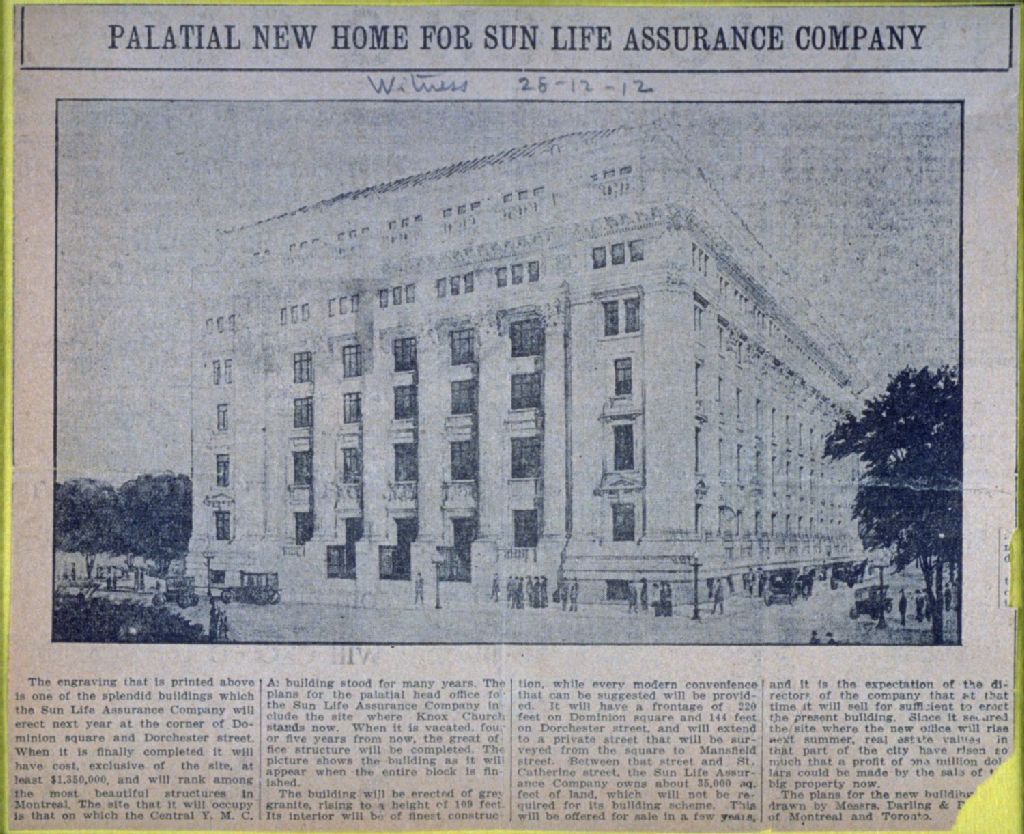 PALATIAL NEW HOME FOR SUN LIFE ASSURANCE COMPANY
Witness 26-12-12
The engraving that is printed above
is one of the splendid buildings which
the Sun Life Assurance Company will
erect next year at the corner of Do-
minion square and Dorchester street.
When it is finally completed it will
have cost, exclusive of the site, at
least $1,350,000, and will rank among
the most beautiful structures in
Montreal. The site that it will occupy
is that on which the Central Y. M. C.
A. building stood for many years. The
plans for the palatial head office fo
the Sun Life Assurance Company in-
clude the site where Knox Church
stands now. When it is vacated, four
or five years from now, the great of-
fice structure will be completed. The
picture shows the building as it will
appear when the entire block is fin-
ished.
The building will be erected of grey
granite, rising to a height of 109 feet.
Its interior will be of finest construc-
tion, while every modern convenience
that can be suggested will be provid-
ed. It will have a frontage of 220
feet on Dominion square and 144 feet
on Dorchester street, and will extend
to a private street that will be sur-
veyed from the square to Mansfield
street. Between that street and St.
Catherine street, the Sun Life Assur-
ance Company owns about 35,000 sq.
feet of land, which will not be re-
quired for its building scheme. This
will be offered for sale in a few years,
and it is the expectation of the di-
rectors of the company that at that
time it will sell for sufficient to erect
the present building. Since it secured
the site where the new office will rise
next summer, real estate values in
that part of the city have risen so
much that a profit of one million dol-
lars could be made by the sale of
big property now.
The plans for the new building
drawn by Messrs. Darling &
of Montreal and Toronto.